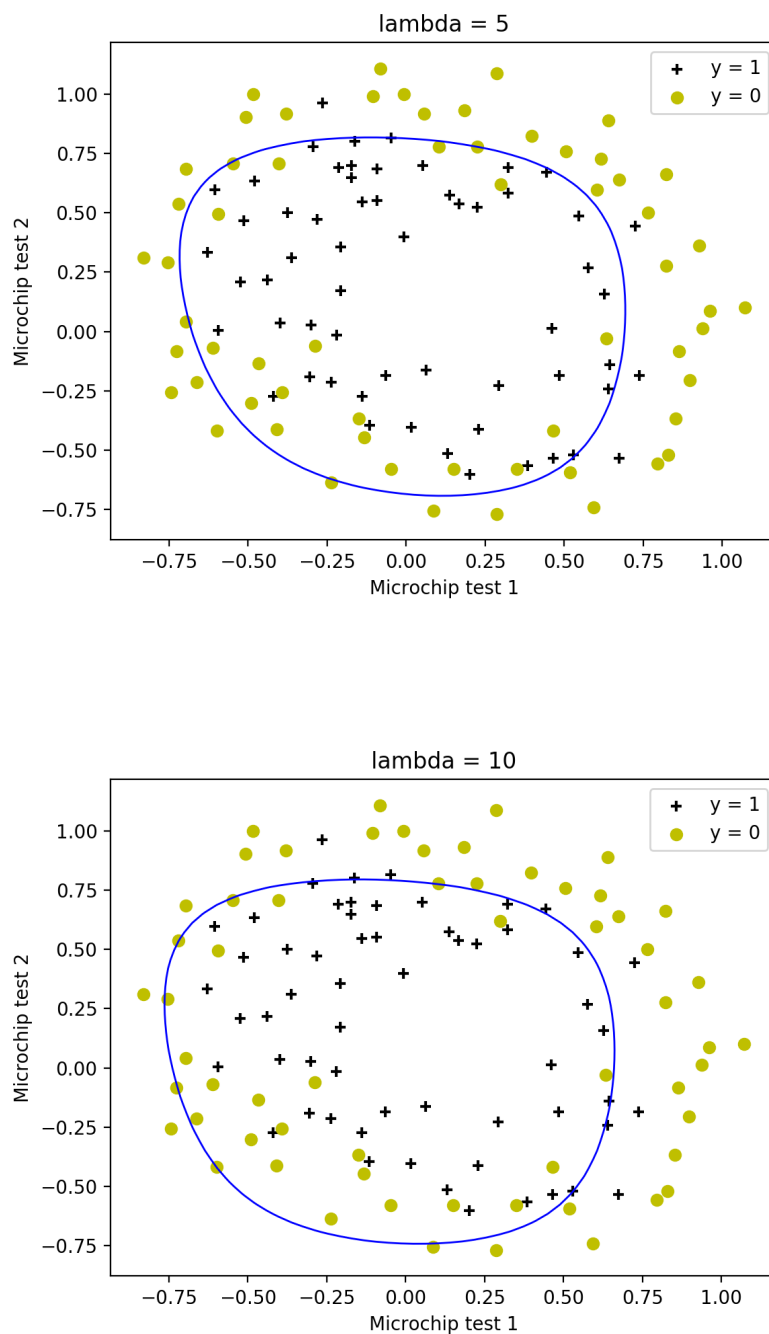 lambda = 5
y = 1
y = 0
1.00
0.75
0.50
0.25
0.00
−0.25
−0.50
−0.75
Microchip test 2
−0.75 −0.50 −0.25 0.00 0.25 0.50 0.75 1.00
Microchip test 1
lambda = 10
y = 1
y = 0
1.00
0.75
0.50
0.25
0.00
−0.25
−0.50
−0.75
Microchip test 2
−0.75 −0.50 −0.25 0.00 0.25 0.50 0.75 1.00
Microchip test 1